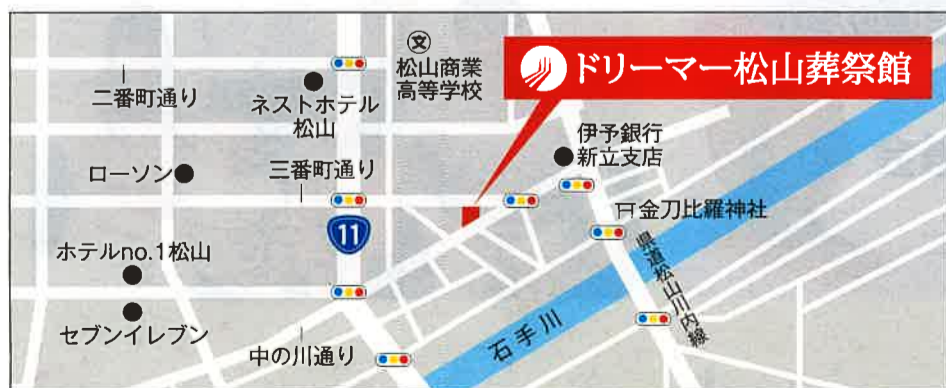 松山商業
高等学校
ドリーマー松山葬祭館
二番町通り
ネストホテル
松山
伊予銀行
新立支店
ローソン
三番町通り
11
金刀比羅神社
ホテルno.1松山
県道松山川内線
セブンイレブン
石手川
中の川通り